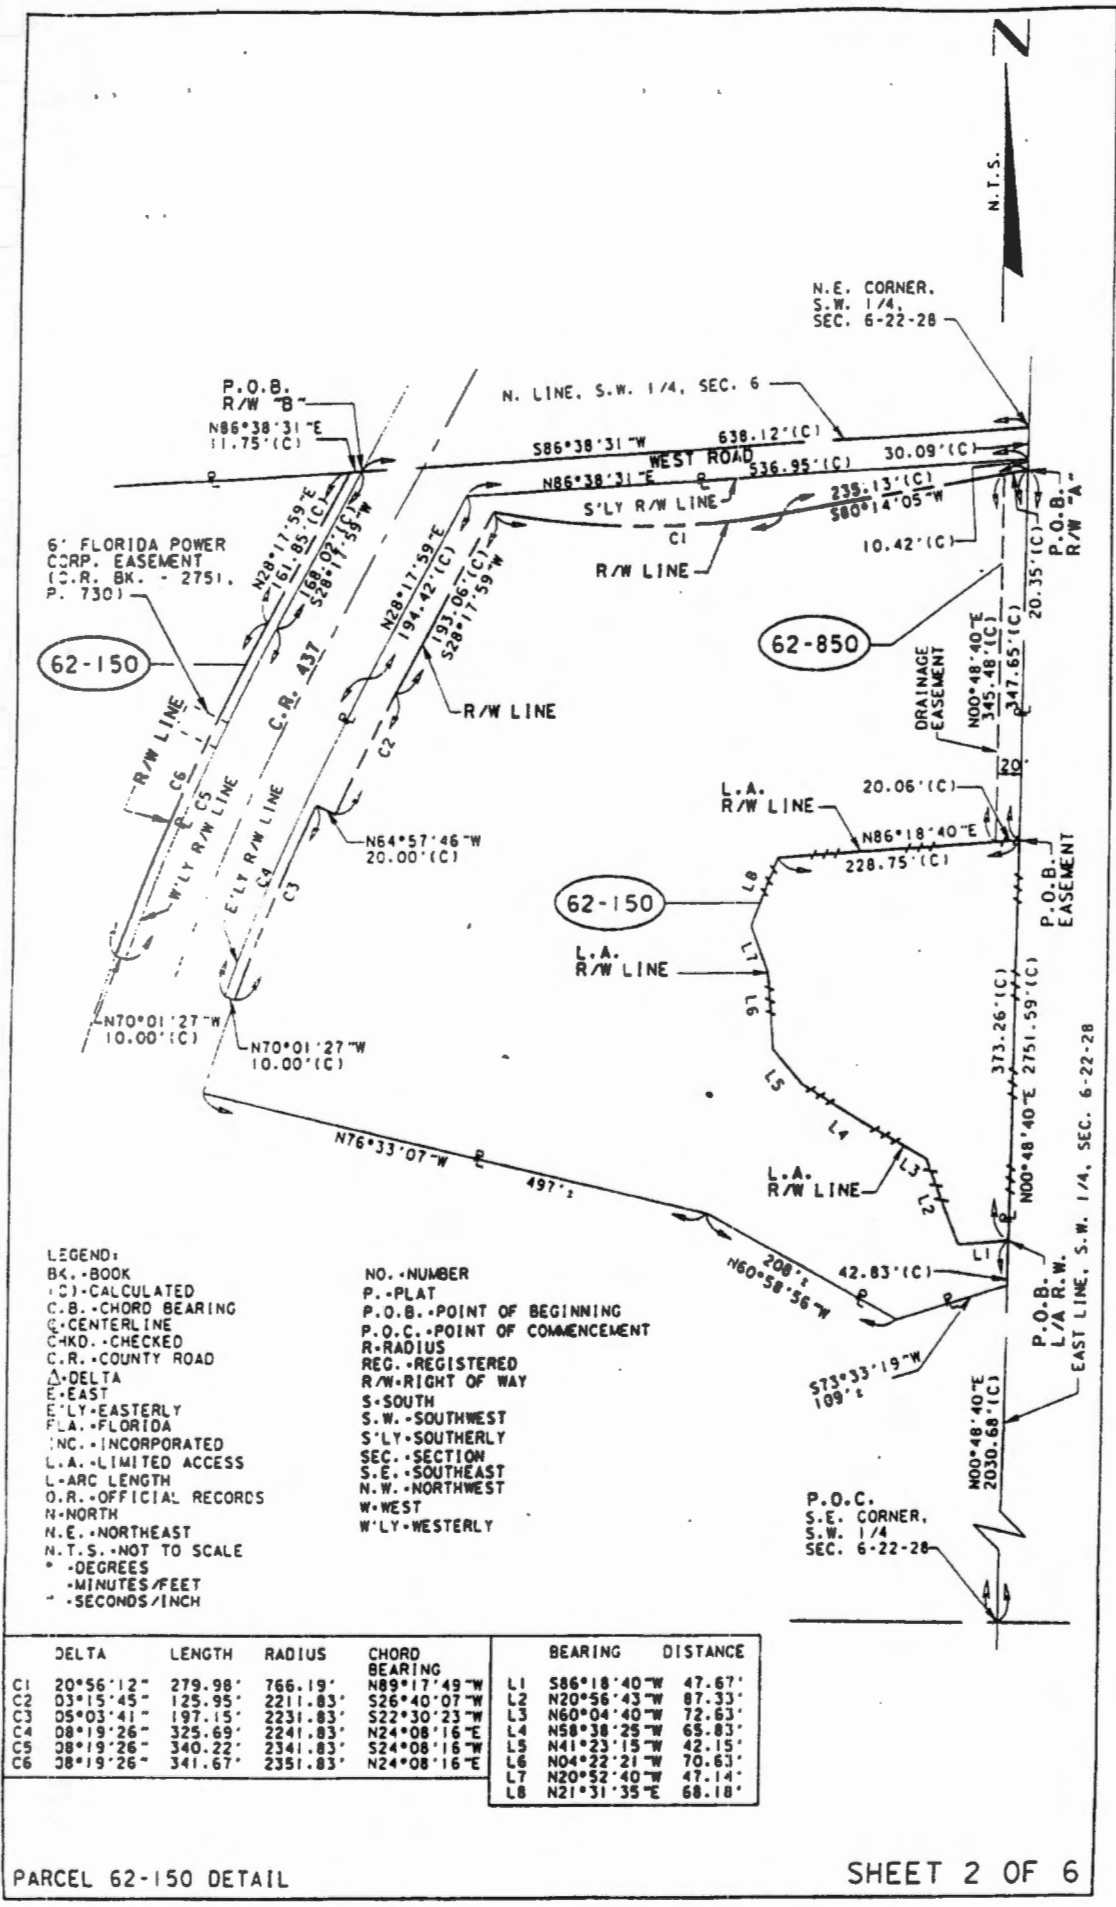 N
N.T.S.
N.E. CORNER,
S.W. 1/4,
SEC. 6-22-28
P.O.B.
R/W "B"
N86°38'31"E
11.75'(C)
N. LINE, S.W. 1/4, SEC. 6
S86°38'31"W
638.12'(C)
WEST ROAD
30.09'(C)
N86°38'31"E
536.95'(C)
S'LY R/W LINE
235.13'(C)
S80°14'05"W
C1
R/W LINE
10.42'(C)
P.O.B.
R/W "A"
20.35'(C)
6' FLORIDA POWER
CORP. EASEMENT
(O.R. BK. - 2751,
P. 730)
N28°17'59"E
161.85'(C)
168.02'(C)
S28°17'59"W
N28°17'59"E
194.42'(C)
193.06'(C)
S28°17'59"W
62-150
62-850
C.R. 437
R/W LINE
R/W LINE
DRAINAGE
EASEMENT
N00°48'40"E
345.48'(C)
347.65'(C)
20'
C6
C5
C2
W'LY R/W LINE
E'LY R/W LINE
L.A.
R/W LINE
20.06'(C)
N86°18'40"E
228.75'(C)
P.O.B.
EASEMENT
N64°57'46"W
20.00'(C)
C4
C3
62-150
L8
L7
L6
L5
L4
L3
L2
L1
L.A.
R/W LINE
N70°01'27"W
10.00'(C)
N70°01'27"W
10.00'(C)
373.26'(C)
N00°48'40"E 2751.59'(C)
N76°33'07"W
497'±
L.A.
R/W LINE
208'±
N60°58'56"W
42.83'(C)
P.O.B.
L/A R.W.
EAST LINE, S.W. 1/4, SEC. 6-22-28
S73°33'19"W
109'±
N00°48'40"E
2030.68'(C)
P.O.C.
S.E. CORNER,
S.W. 1/4
SEC. 6-22-28
LEGEND:
BK.-BOOK
(C)-CALCULATED
C.B.-CHORD BEARING
℄-CENTERLINE
CHKD.-CHECKED
C.R.-COUNTY ROAD
Δ-DELTA
E-EAST
E'LY-EASTERLY
FLA.-FLORIDA
INC.-INCORPORATED
L.A.-LIMITED ACCESS
L-ARC LENGTH
O.R.-OFFICIAL RECORDS
N-NORTH
N.E.-NORTHEAST
N.T.S.-NOT TO SCALE
°-DEGREES
'-MINUTES/FEET
"-SECONDS/INCH
NO.-NUMBER
P.-PLAT
P.O.B.-POINT OF BEGINNING
P.O.C.-POINT OF COMMENCEMENT
R-RADIUS
REG.-REGISTERED
R/W-RIGHT OF WAY
S-SOUTH
S.W.-SOUTHWEST
S'LY-SOUTHERLY
SEC.-SECTION
S.E.-SOUTHEAST
N.W.-NORTHWEST
W-WEST
W'LY-WESTERLY
DELTA LENGTH RADIUS CHORD BEARING
C1 20°56'12" 279.98' 766.19' N89°17'49"W
C2 03°15'45" 125.95' 2211.83' S26°40'07"W
C3 05°03'41" 197.15' 2231.83' S22°30'23"W
C4 08°19'26" 325.69' 2241.83' N24°08'16"E
C5 08°19'26" 340.22' 2341.83' S24°08'16"W
C6 08°19'26" 341.67' 2351.83' N24°08'16"E
BEARING DISTANCE
L1 S86°18'40"W 47.67'
L2 N20°56'43"W 87.33'
L3 N60°04'40"W 72.63'
L4 N58°38'25"W 65.83'
L5 N41°23'15"W 42.15'
L6 N04°22'21"W 70.63'
L7 N20°52'40"W 47.14'
L8 N21°31'35"E 68.18'
PARCEL 62-150 DETAIL
SHEET 2 OF 6